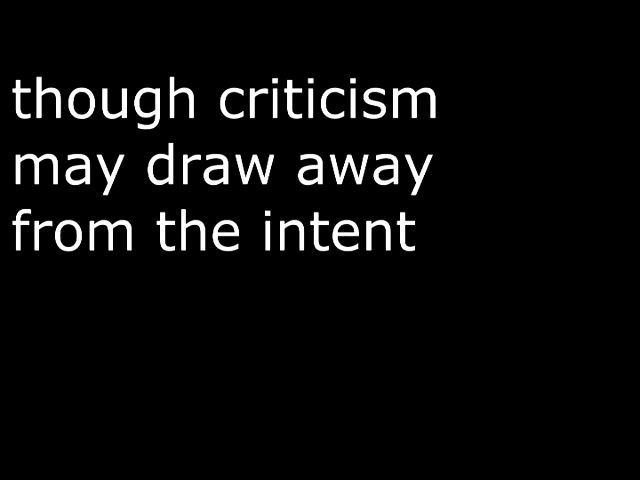 though criticism
may draw away
from the intent